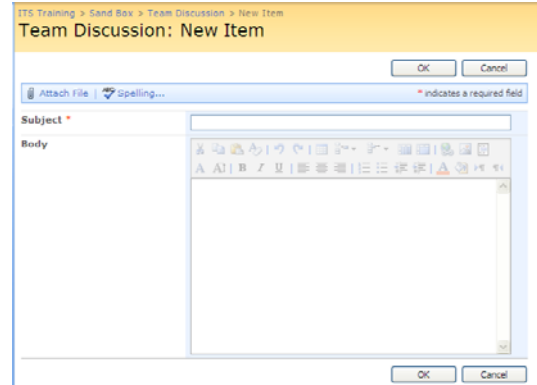 ITS Training > Sand Box > Team Discussion > New Item
Team Discussion: New Item
OK Cancel
Attach File | Spelling... * indicates a required field
Subject *
Body
A A B I U A
OK Cancel